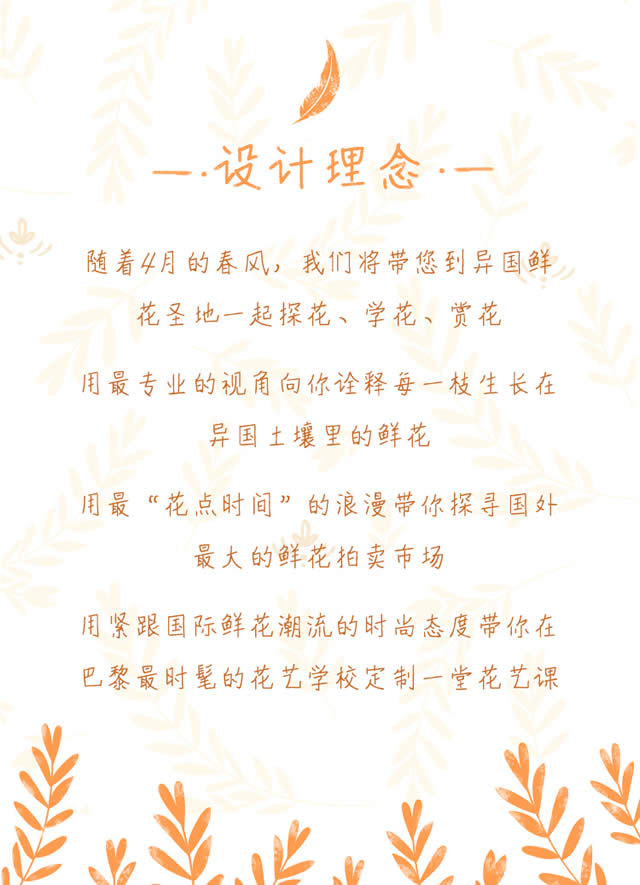 —·设计理念·—
随着4月的春风，我们将带您到异国鲜
花圣地一起探花、学花、赏花
用最专业的视角向你诠释每一枝生长在
异国土壤里的鲜花
用最“花点时间”的浪漫带你探寻国外
最大的鲜花拍卖市场
用紧跟国际鲜花潮流的时尚态度带你在
巴黎最时髦的花艺学校定制一堂花艺课